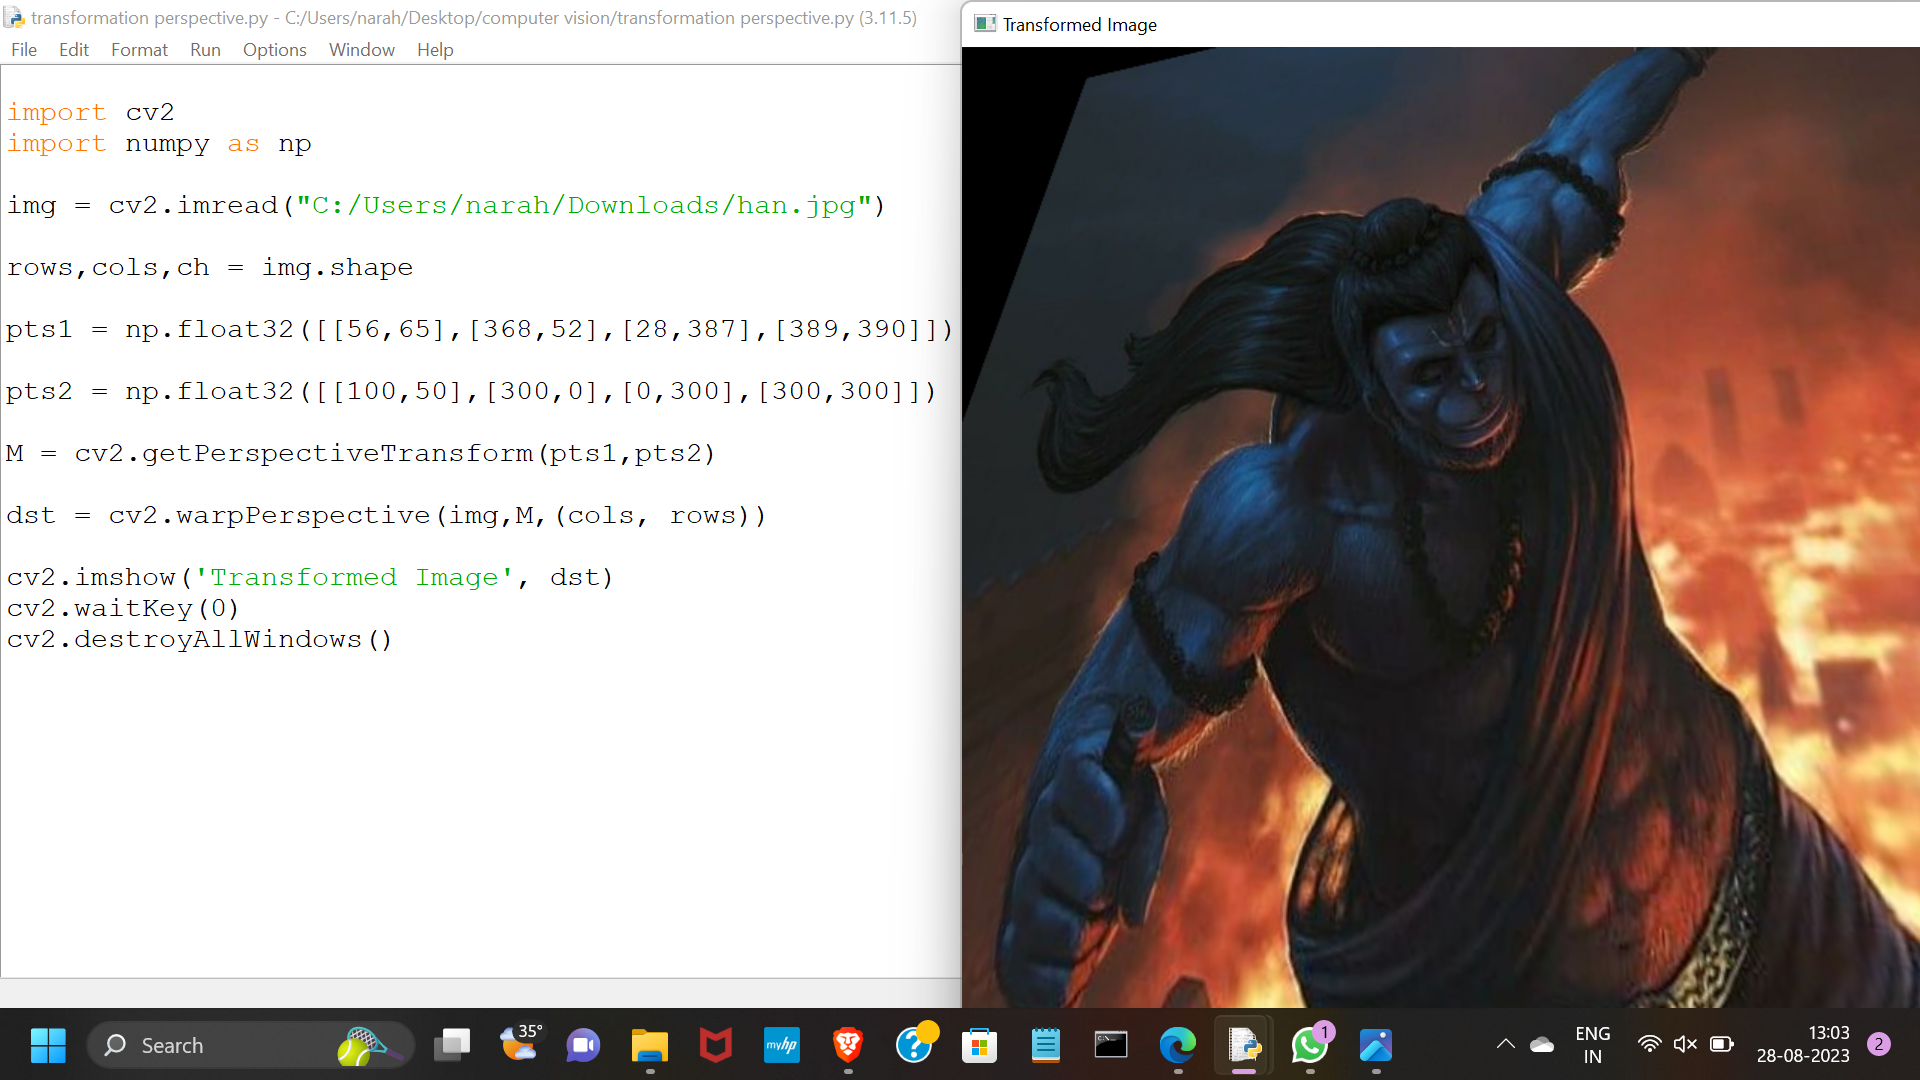 transformation perspective.py - C:/Users/narah/Desktop/computer vision/transformation perspective.py (3.11.5)
File Edit Format Run Options Window Help
import cv2
import numpy as np
img = cv2.imread("C:/Users/narah/Downloads/han.jpg")
rows,cols,ch = img.shape
pts1 = np.float32([[56,65],[368,52],[28,387],[389,390]])
pts2 = np.float32([[100,50],[300,0],[0,300],[300,300]])
M = cv2.getPerspectiveTransform(pts1,pts2)
dst = cv2.warpPerspective(img,M,(cols, rows))
cv2.imshow('Transformed Image', dst)
cv2.waitKey(0)
cv2.destroyAllWindows()
Transformed Image
Search
35°
myhp
1
ENG
IN
13:03
28-08-2023
2